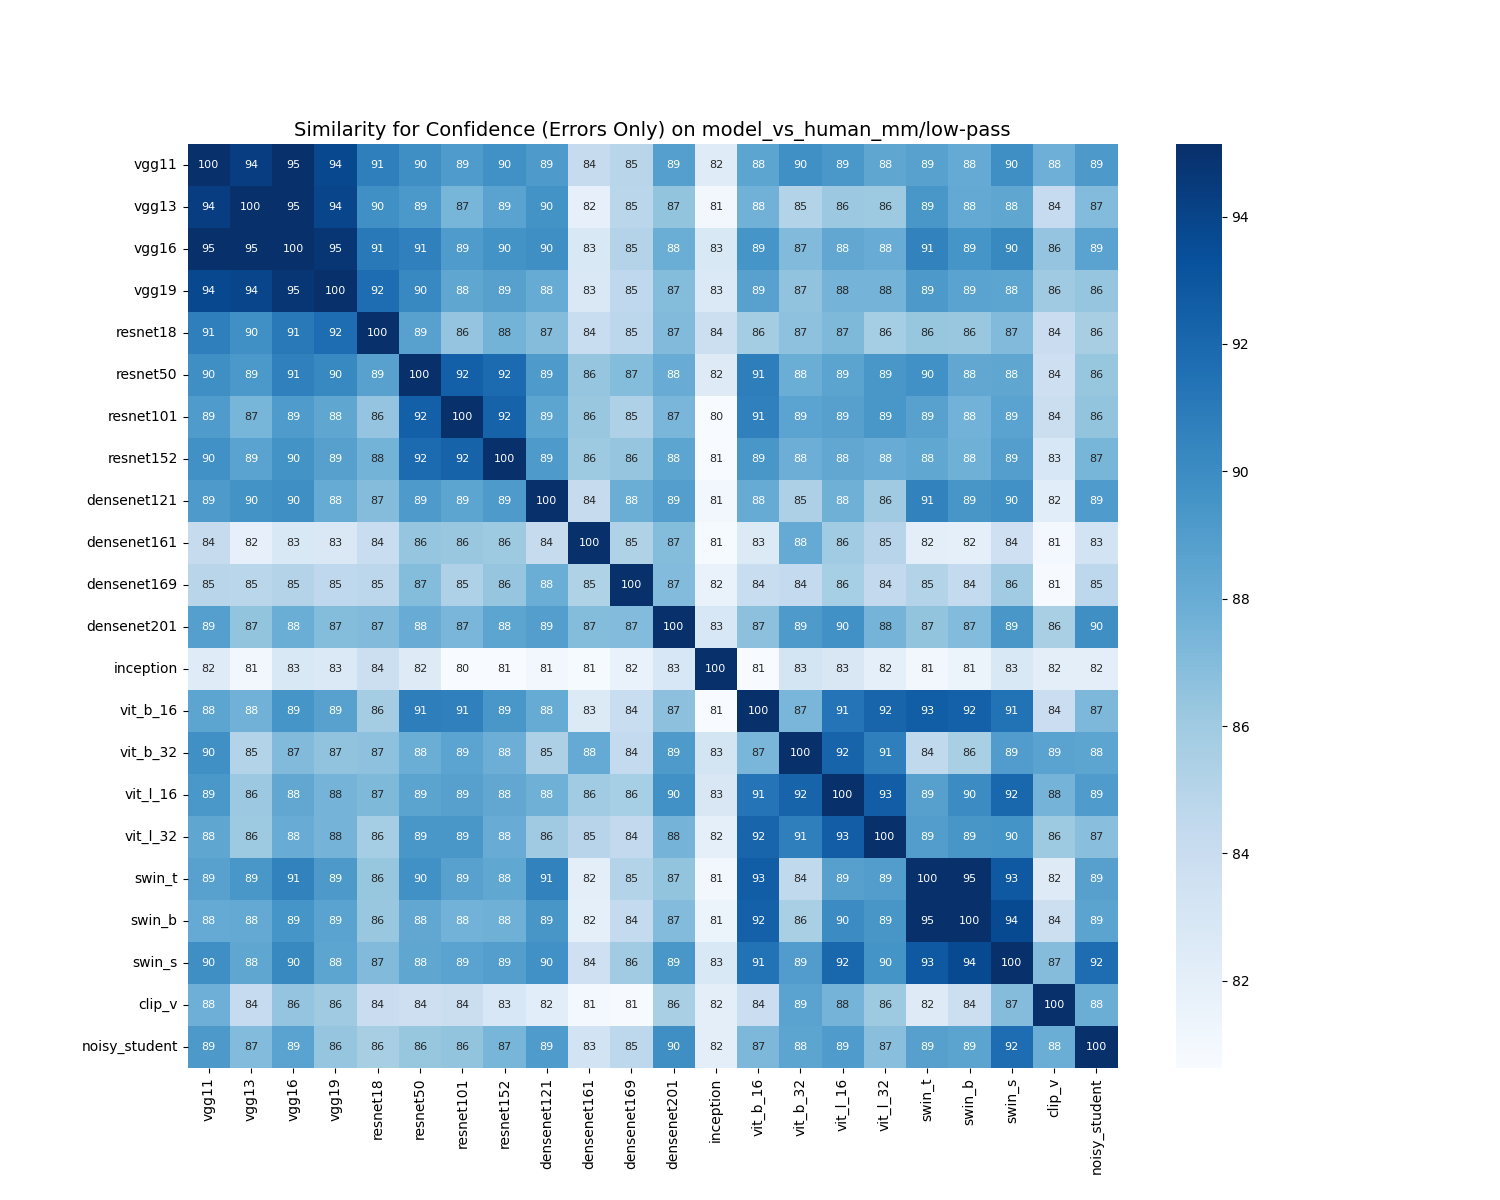 Similarity for Confidence (Errors Only) on model_vs_human_mm/low-pass
vgg11 100 94 95 94 91 90 89 90 89 84 85 89 82 88 90 89 88 89 88 90 88 89
vgg13 94 100 95 94 90 89 87 89 90 82 85 87 81 88 85 86 86 89 88 88 84 87
vgg16 95 95 100 95 91 91 89 90 90 83 85 88 83 89 87 88 88 91 89 90 86 89
vgg19 94 94 95 100 92 90 88 89 88 83 85 87 83 89 87 88 88 89 89 88 86 86
resnet18 91 90 91 92 100 89 86 88 87 84 85 87 84 86 87 87 86 86 86 87 84 86
resnet50 90 89 91 90 89 100 92 92 89 86 87 88 82 91 88 89 89 90 88 88 84 86
resnet101 89 87 89 88 86 92 100 92 89 86 85 87 80 91 89 89 89 89 88 89 84 86
resnet152 90 89 90 89 88 92 92 100 89 86 86 88 81 89 88 88 88 88 88 89 83 87
densenet121 89 90 90 88 87 89 89 89 100 84 88 89 81 88 85 88 86 91 89 90 82 89
densenet161 84 82 83 83 84 86 86 86 84 100 85 87 81 83 88 86 85 82 82 84 81 83
densenet169 85 85 85 85 85 87 85 86 88 85 100 87 82 84 84 86 84 85 84 86 81 85
densenet201 89 87 88 87 87 88 87 88 89 87 87 100 83 87 89 90 88 87 87 89 86 90
inception 82 81 83 83 84 82 80 81 81 81 82 83 100 81 83 83 82 81 81 83 82 82
vit_b_16 88 88 89 89 86 91 91 89 88 83 84 87 81 100 87 91 92 93 92 91 84 87
vit_b_32 90 85 87 87 87 88 89 88 85 88 84 89 83 87 100 92 91 84 86 89 89 88
vit_l_16 89 86 88 88 87 89 89 88 88 86 86 90 83 91 92 100 93 89 90 92 88 89
vit_l_32 88 86 88 88 86 89 89 88 86 85 84 88 82 92 91 93 100 89 89 90 86 87
swin_t 89 89 91 89 86 90 89 88 91 82 85 87 81 93 84 89 89 100 95 93 82 89
swin_b 88 88 89 89 86 88 88 88 89 82 84 87 81 92 86 90 89 95 100 94 84 89
swin_s 90 88 90 88 87 88 89 89 90 84 86 89 83 91 89 92 90 93 94 100 87 92
clip_v 88 84 86 86 84 84 84 83 82 81 81 86 82 84 89 88 86 82 84 87 100 88
noisy_student 89 87 89 86 86 86 86 87 89 83 85 90 82 87 88 89 87 89 89 92 88 100
vgg11
vgg13
vgg16
vgg19
resnet18
resnet50
resnet101
resnet152
densenet121
densenet161
densenet169
densenet201
inception
vit_b_16
vit_b_32
vit_l_16
vit_l_32
swin_t
swin_b
swin_s
clip_v
noisy_student
94
92
90
88
86
84
82